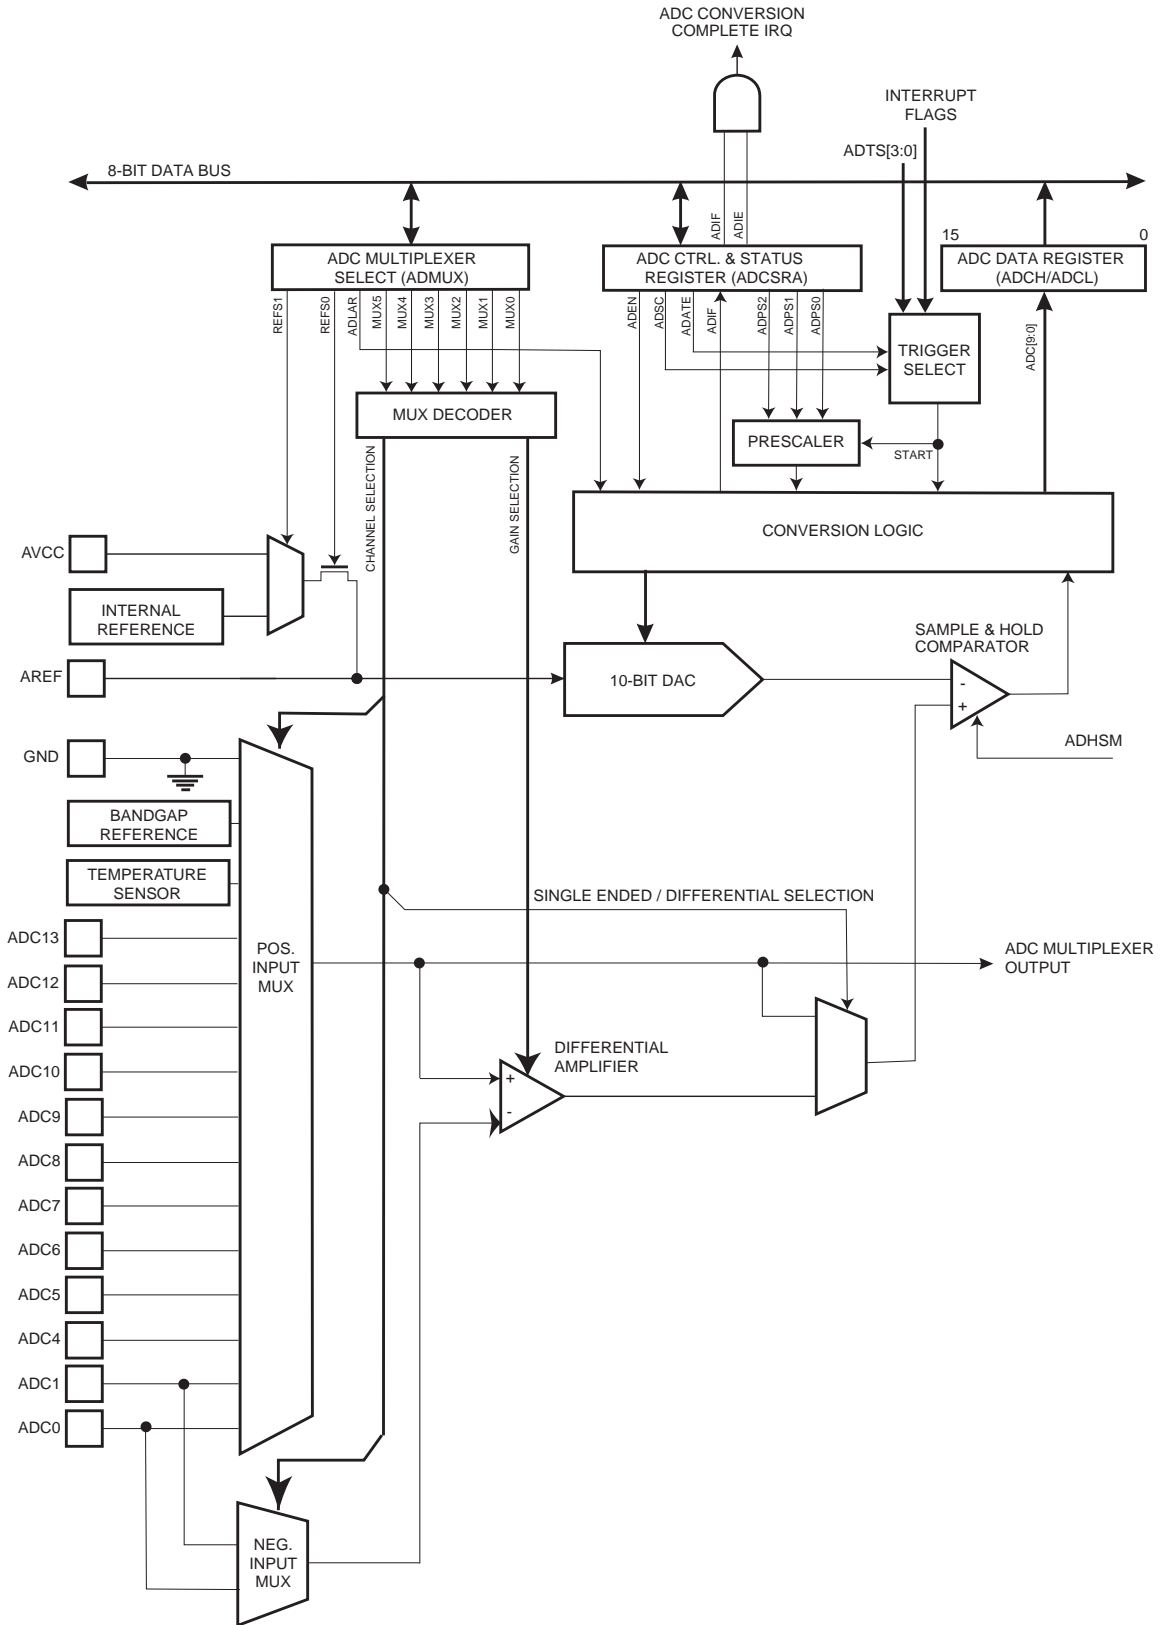 ADC CONVERSION
COMPLETE IRQ
INTERRUPT
FLAGS
ADTS[3:0]
8-BIT DATA BUS
ADIF
ADIE
15
0
ADC MULTIPLEXER
SELECT (ADMUX)
ADC CTRL. & STATUS
REGISTER (ADCSRA)
ADC DATA REGISTER
(ADCH/ADCL)
REFS1
REFS0
ADLAR
MUX5
MUX4
MUX3
MUX2
MUX1
MUX0
ADEN
ADSC
ADATE
ADIF
ADPS2
ADPS1
ADPS0
ADC[9:0]
TRIGGER
SELECT
MUX DECODER
PRESCALER
START
CHANNEL SELECTION
GAIN SELECTION
CONVERSION LOGIC
AVCC
INTERNAL
REFERENCE
SAMPLE & HOLD
COMPARATOR
AREF
10-BIT DAC
-
+
ADHSM
GND
BANDGAP
REFERENCE
TEMPERATURE
SENSOR
SINGLE ENDED / DIFFERENTIAL SELECTION
ADC13
POS.
INPUT
MUX
ADC MULTIPLEXER
OUTPUT
ADC12
ADC11
DIFFERENTIAL
AMPLIFIER
ADC10
+
-
ADC9
ADC8
ADC7
ADC6
ADC5
ADC4
ADC1
ADC0
NEG.
INPUT
MUX